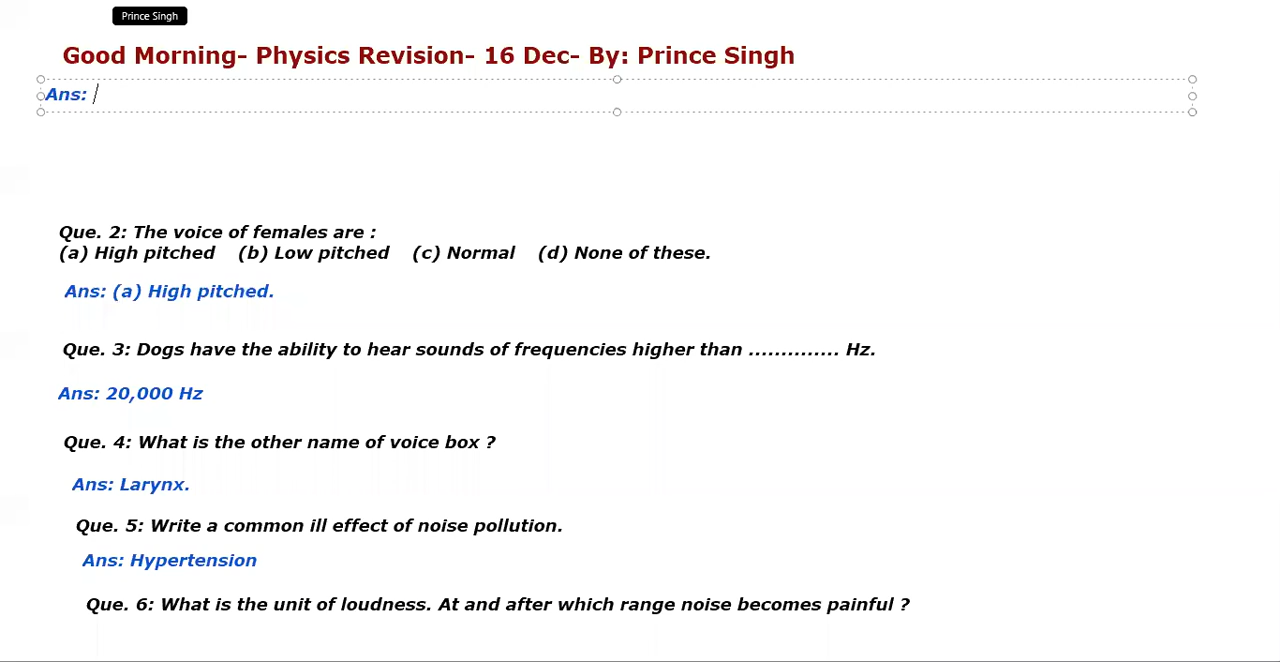 Prince Singh
Good Morning- Physics Revision- 16 Dec- By: Prince Singh
Ans:
Que. 2: The voice of females are :
(a) High pitched (b) Low pitched (c) Normal (d) None of these.
Ans: (a) High pitched.
Que. 3: Dogs have the ability to hear sounds of frequencies higher than .............. Hz.
Ans: 20,000 Hz
Que. 4: What is the other name of voice box ?
Ans: Larynx.
Que. 5: Write a common ill effect of noise pollution.
Ans: Hypertension
Que. 6: What is the unit of loudness. At and after which range noise becomes painful ?